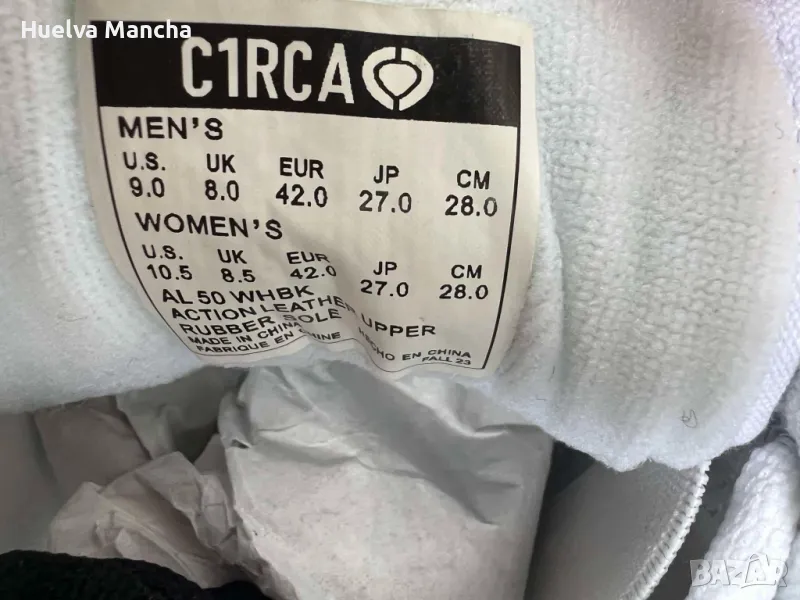 Huelva Mancha
C1RCA
MEN'S
U.S. UK EUR JP CM
9.0 8.0 42.0 27.0 28.0
WOMEN'S
U.S. UK EUR JP CM
10.5 8.5 42.0 27.0 28.0
AL 50 WHBK
ACTION LEATHER UPPER
RUBBER SOLE
MADE IN CHINA HECHO EN CHINA
FABRIQUE EN CHINE FALL 23
BAZAR